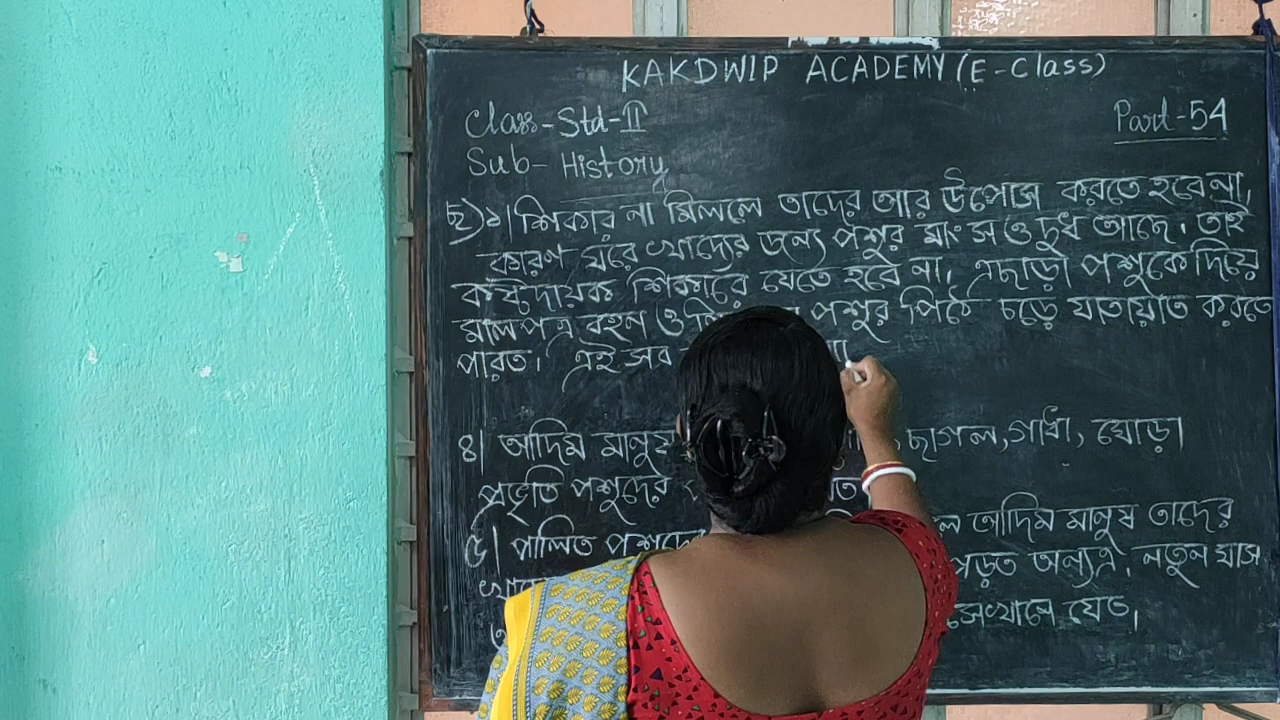 KAKDWIP ACADEMY (E-Class)
Class-Std-II
Part-54
Sub-History
চ) ১| শিকার না মিললে তাদের আর উপোস করতে হবে না,
কারণ ঘরে খাদ্যের জন্যে পশুর মাংস ও দুধ আছে। তাই
কষ্টদায়ক শিকারে যেতে হবে না, এছাড়া পশুকে দিয়ে
মালপত্র বহন ও পশুর পিঠে চড়ে যাতায়াত করতে
পারত। এই সব
৪| আদিম মানুষ ছাগল, গাধা, ঘোড়া
প্রভৃতি পশুদের
৫| পালিত আদিম মানুষ তাদের
পড়ত অন্যত্র, নতুন ঘাস
সেখানে যেত।